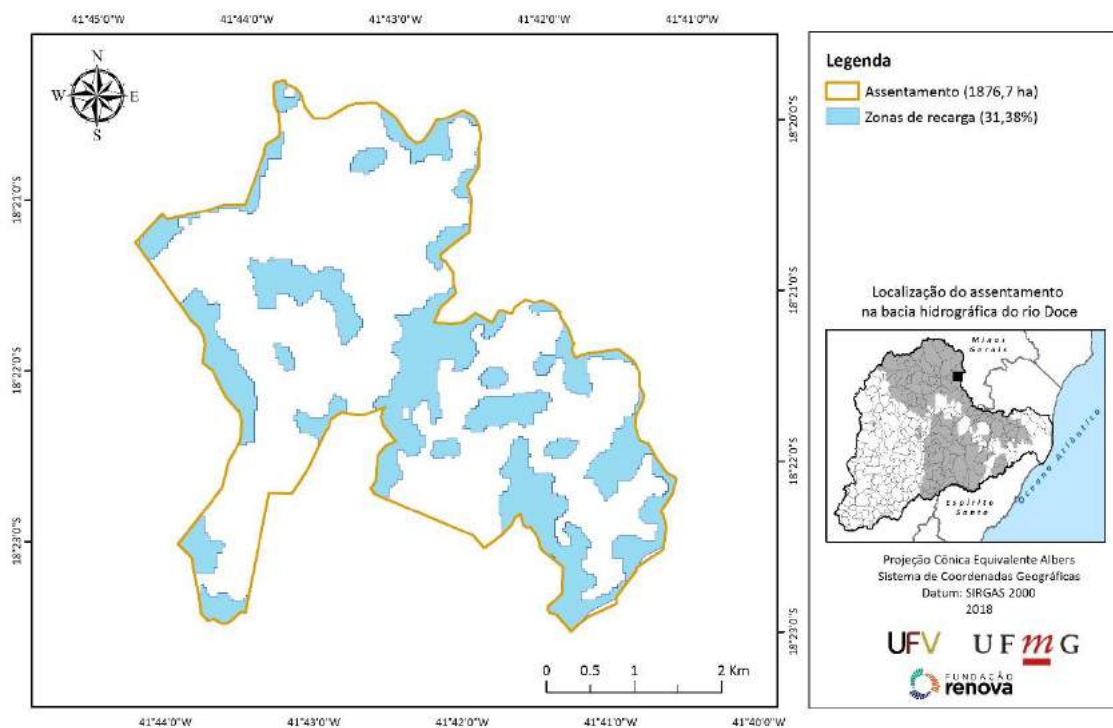 41°45'0"W 41°44'0"W 41°43'0"W 41°42'0"W 41°41'0"W
N
W E
S
18°20'0"S
18°21'0"S
18°21'0"S
18°22'0"S
18°22'0"S
18°23'0"S
18°23'0"S
0 0.5 1 2 Km
41°44'0"W 41°43'0"W 41°42'0"W 41°41'0"W 41°40'0"W
Legenda
Assentamento (1876,7 ha)
Zonas de recarga (31,38%)
Localização do assentamento
na bacia hidrográfica do rio Doce
Minas
Gerais
Oceano Atlântico
Espírito
Santo
Projeção Cônica Equivalente Albers
Sistema de Coordenadas Geográficas
Datum: SIRGAS 2000
2018
UFV UFmG
FUNDAÇÃO
renova